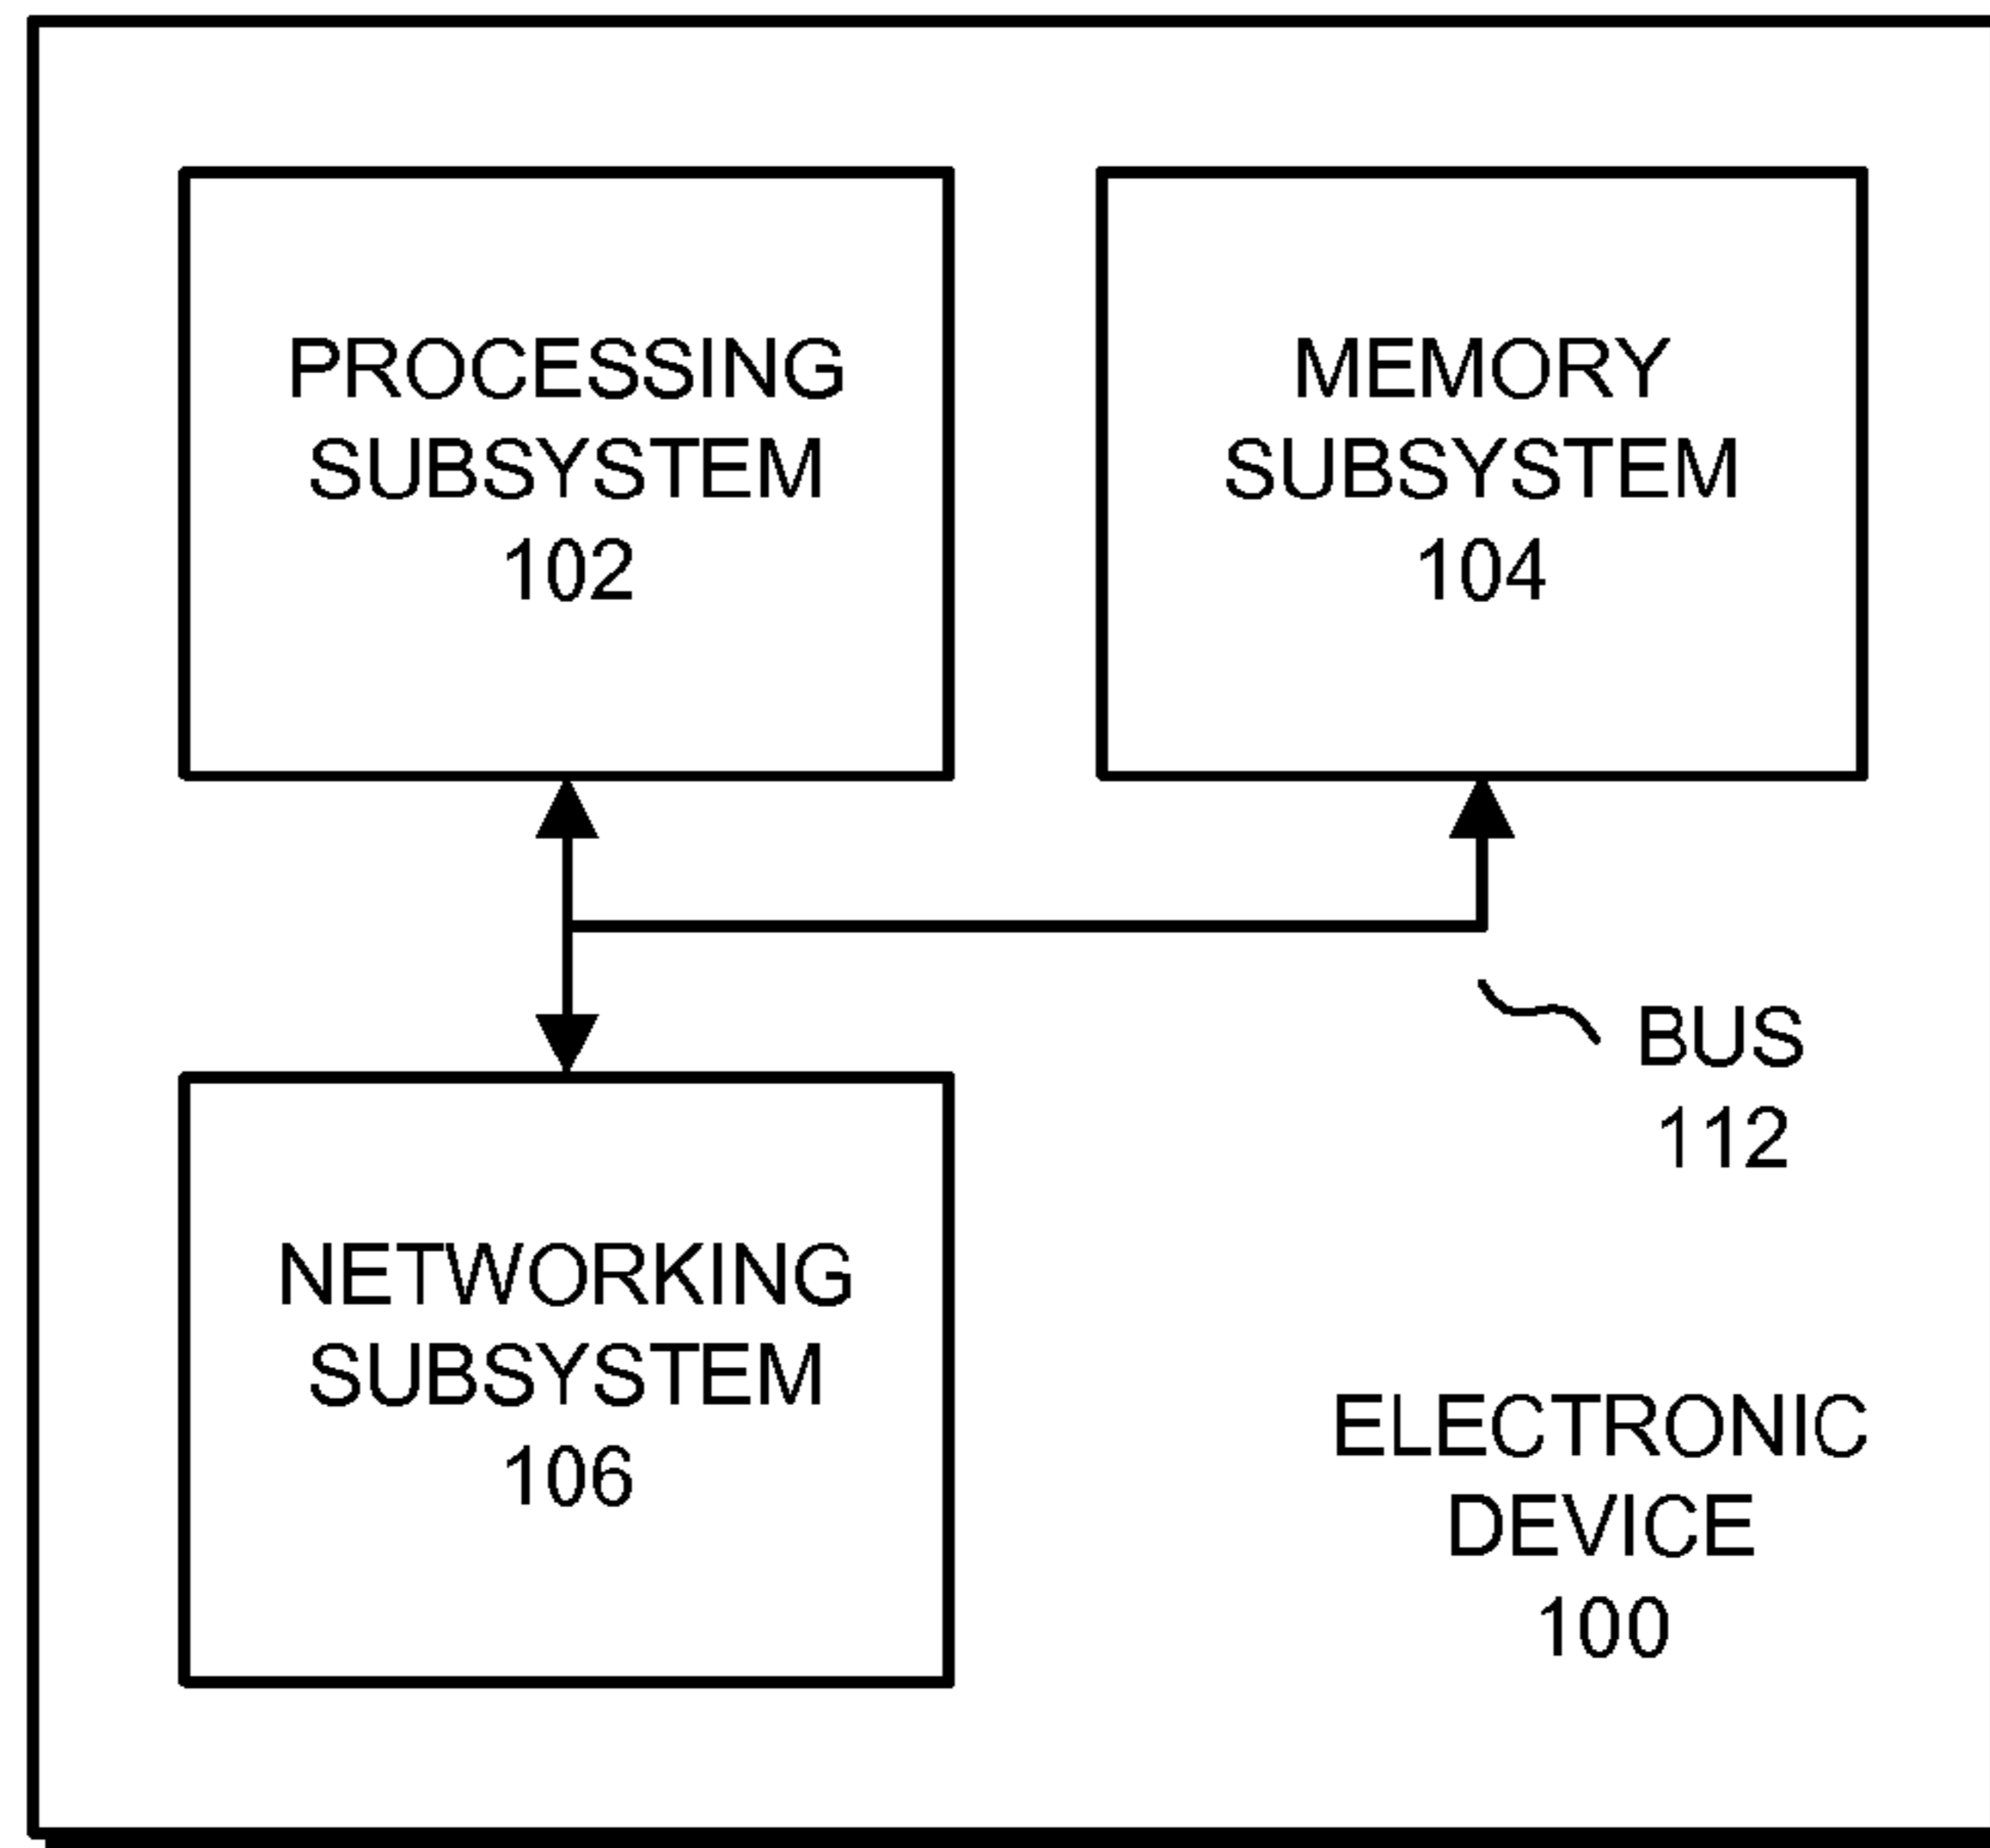 PROCESSING
SUBSYSTEM
102
MEMORY
SUBSYSTEM
104
BUS
112
NETWORKING
SUBSYSTEM
106
ELECTRONIC
DEVICE
100